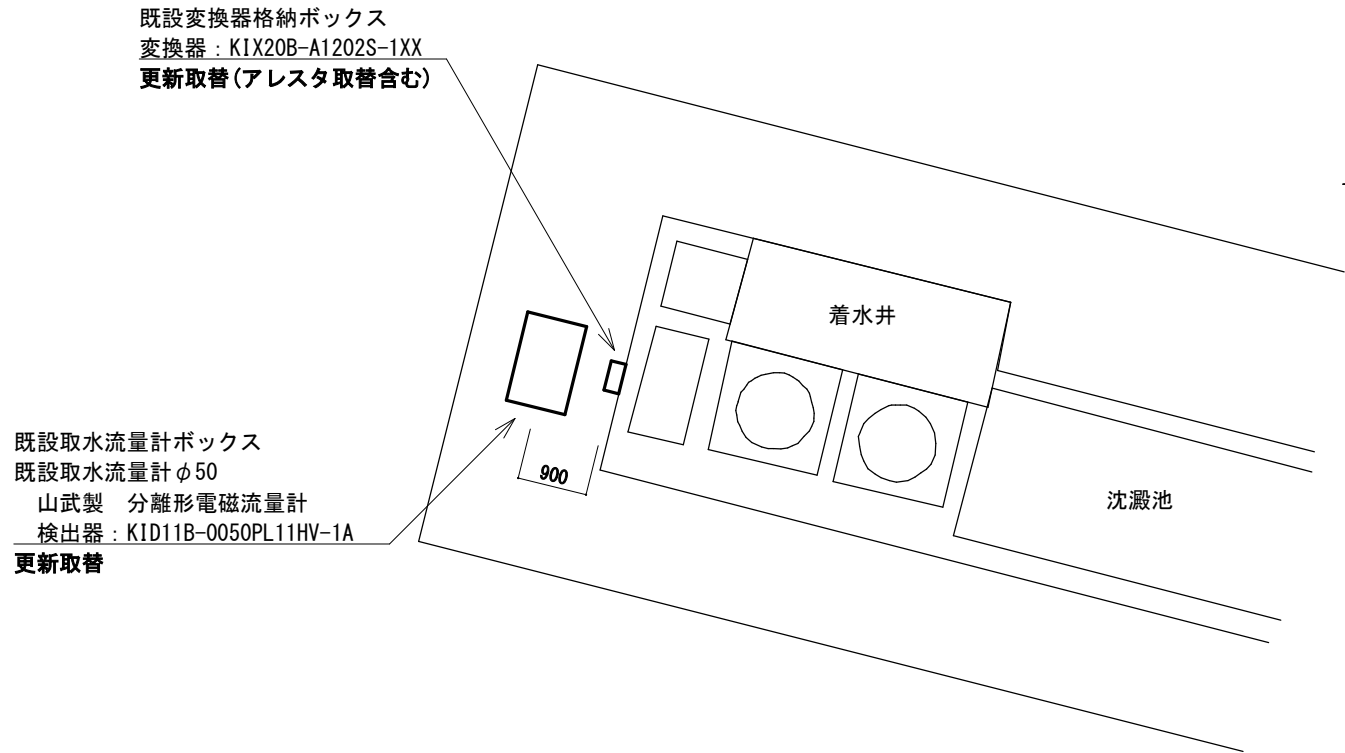 既設変換器格納ボックス
変換器：KIX20B-A1202S-1XX
更新取替(アレスタ取替含む)
着水井
既設取水流量計ボックス
既設取水流量計φ50
山武製　分離形電磁流量計
検出器：KID11B-0050PL11HV-1A
更新取替
900
沈澱池